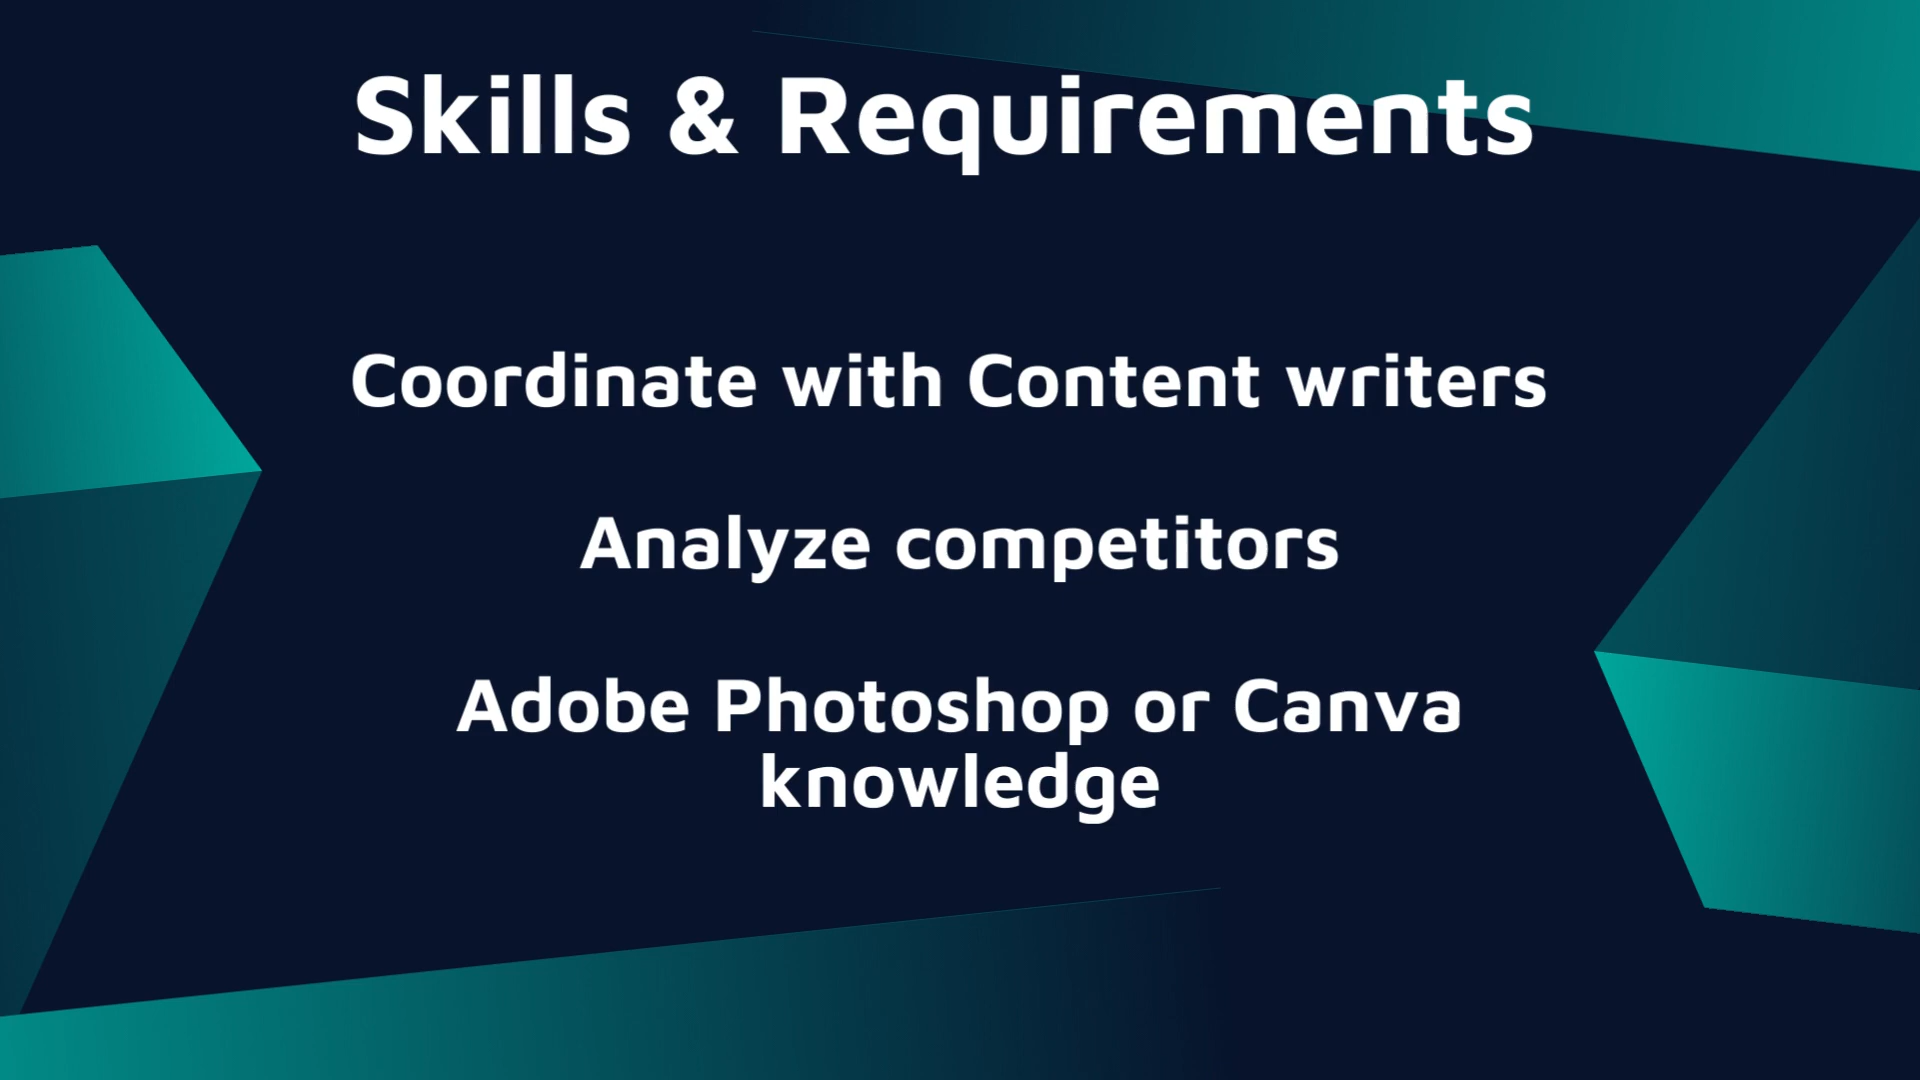 Skills & Requirements
Coordinate with Content writers
Analyze competitors
Adobe Photoshop or Canva
knowledge